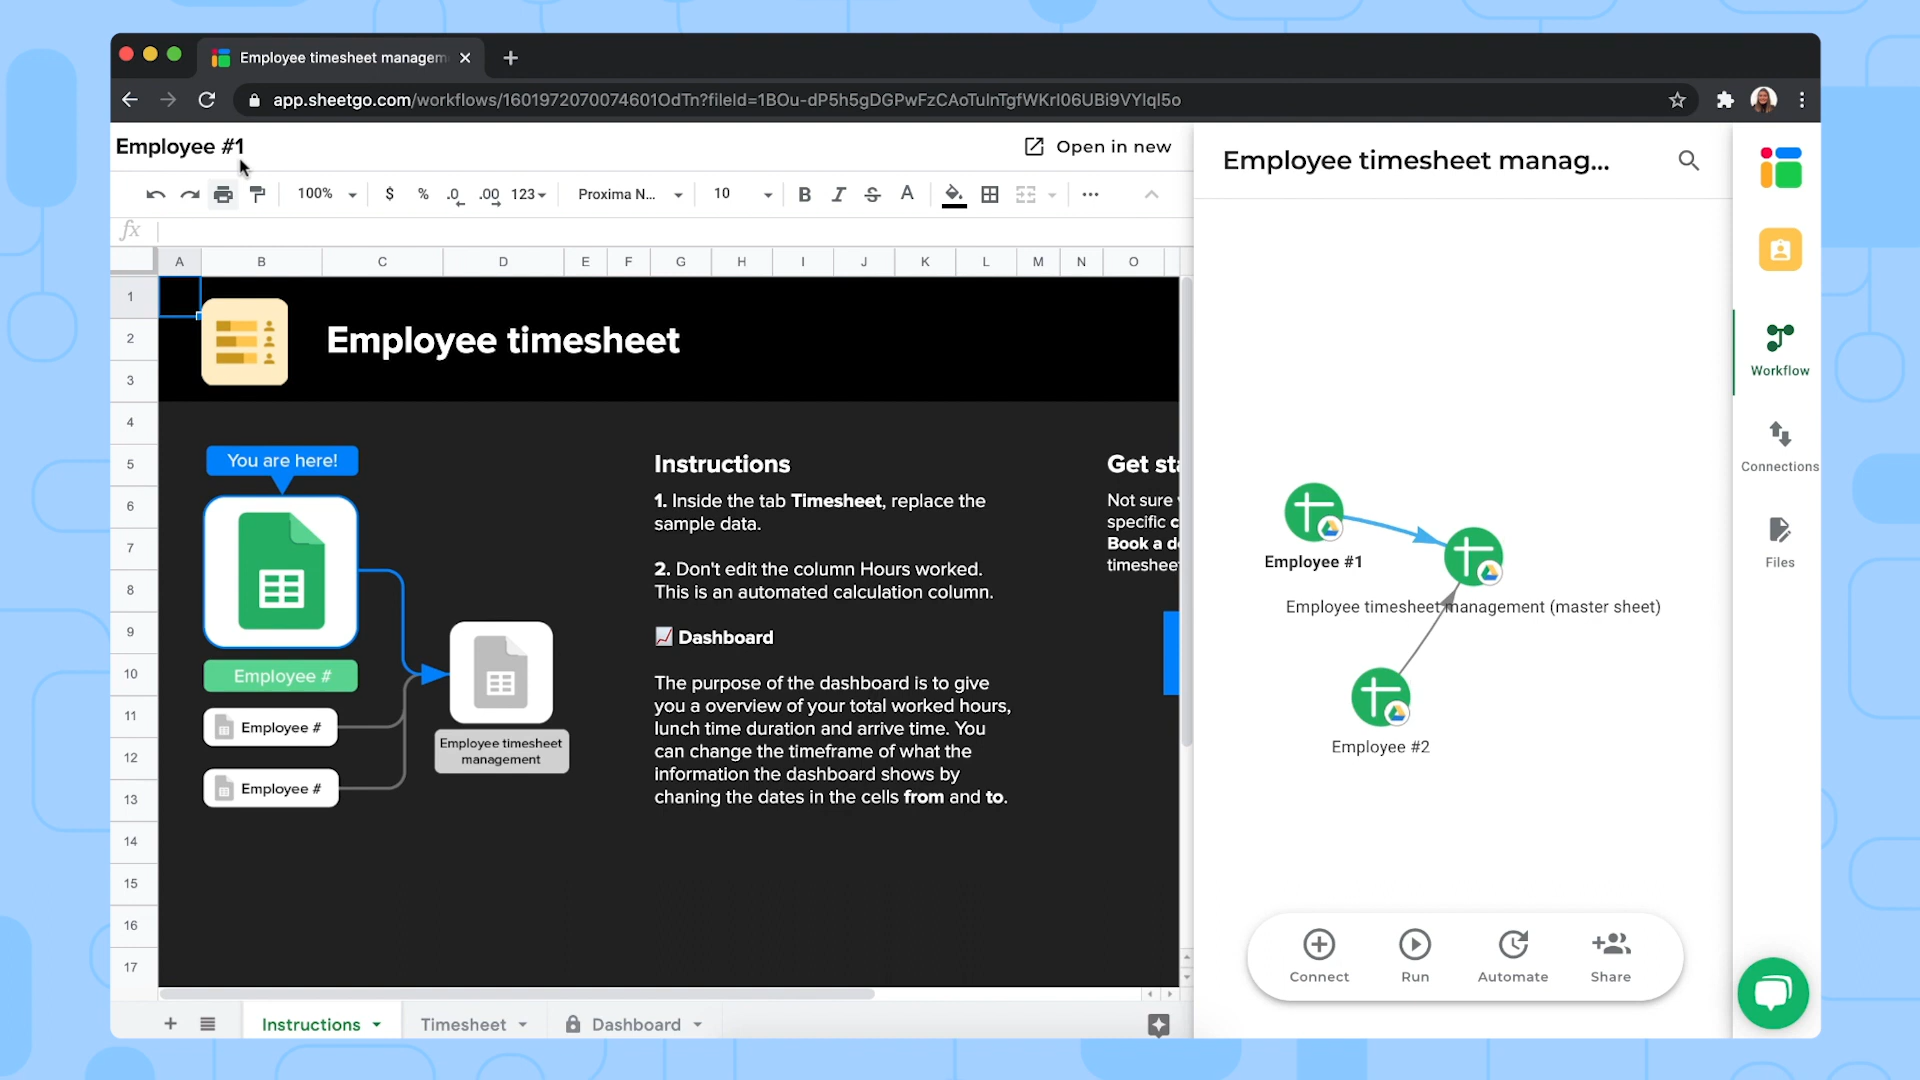 Employee timesheet managem
app.sheetgo.com/workflows/1601972070074601OdTn?fileId=1BOu-dP5h5gDGPwFzCAoTuInTgfWKrI06UBi9VYlqI5o
Employee #1
Open in new
100%
$
%
.0
.00
123
Proxima N...
10
B
I
S
A
...
fx
A
B
C
D
E
F
G
H
I
J
K
L
M
N
O
1
2
3
4
5
6
7
8
9
10
11
12
13
14
15
16
17
Employee timesheet
You are here!
Employee #
Employee #
Employee #
Employee timesheet
management
Instructions
1. Inside the tab Timesheet, replace the
sample data.
2. Don't edit the column Hours worked.
This is an automated calculation column.
Dashboard
The purpose of the dashboard is to give
you a overview of your total worked hours,
lunch time duration and arrive time. You
can change the timeframe of what the
information the dashboard shows by
chaning the dates in the cells from and to.
Get sta
Not sure
specific c
Book a d
timeshee
Instructions
Timesheet
Dashboard
Employee timesheet manag...
Employee #1
Employee timesheet management (master sheet)
Employee #2
Connect
Run
Automate
Share
Workflow
Connections
Files